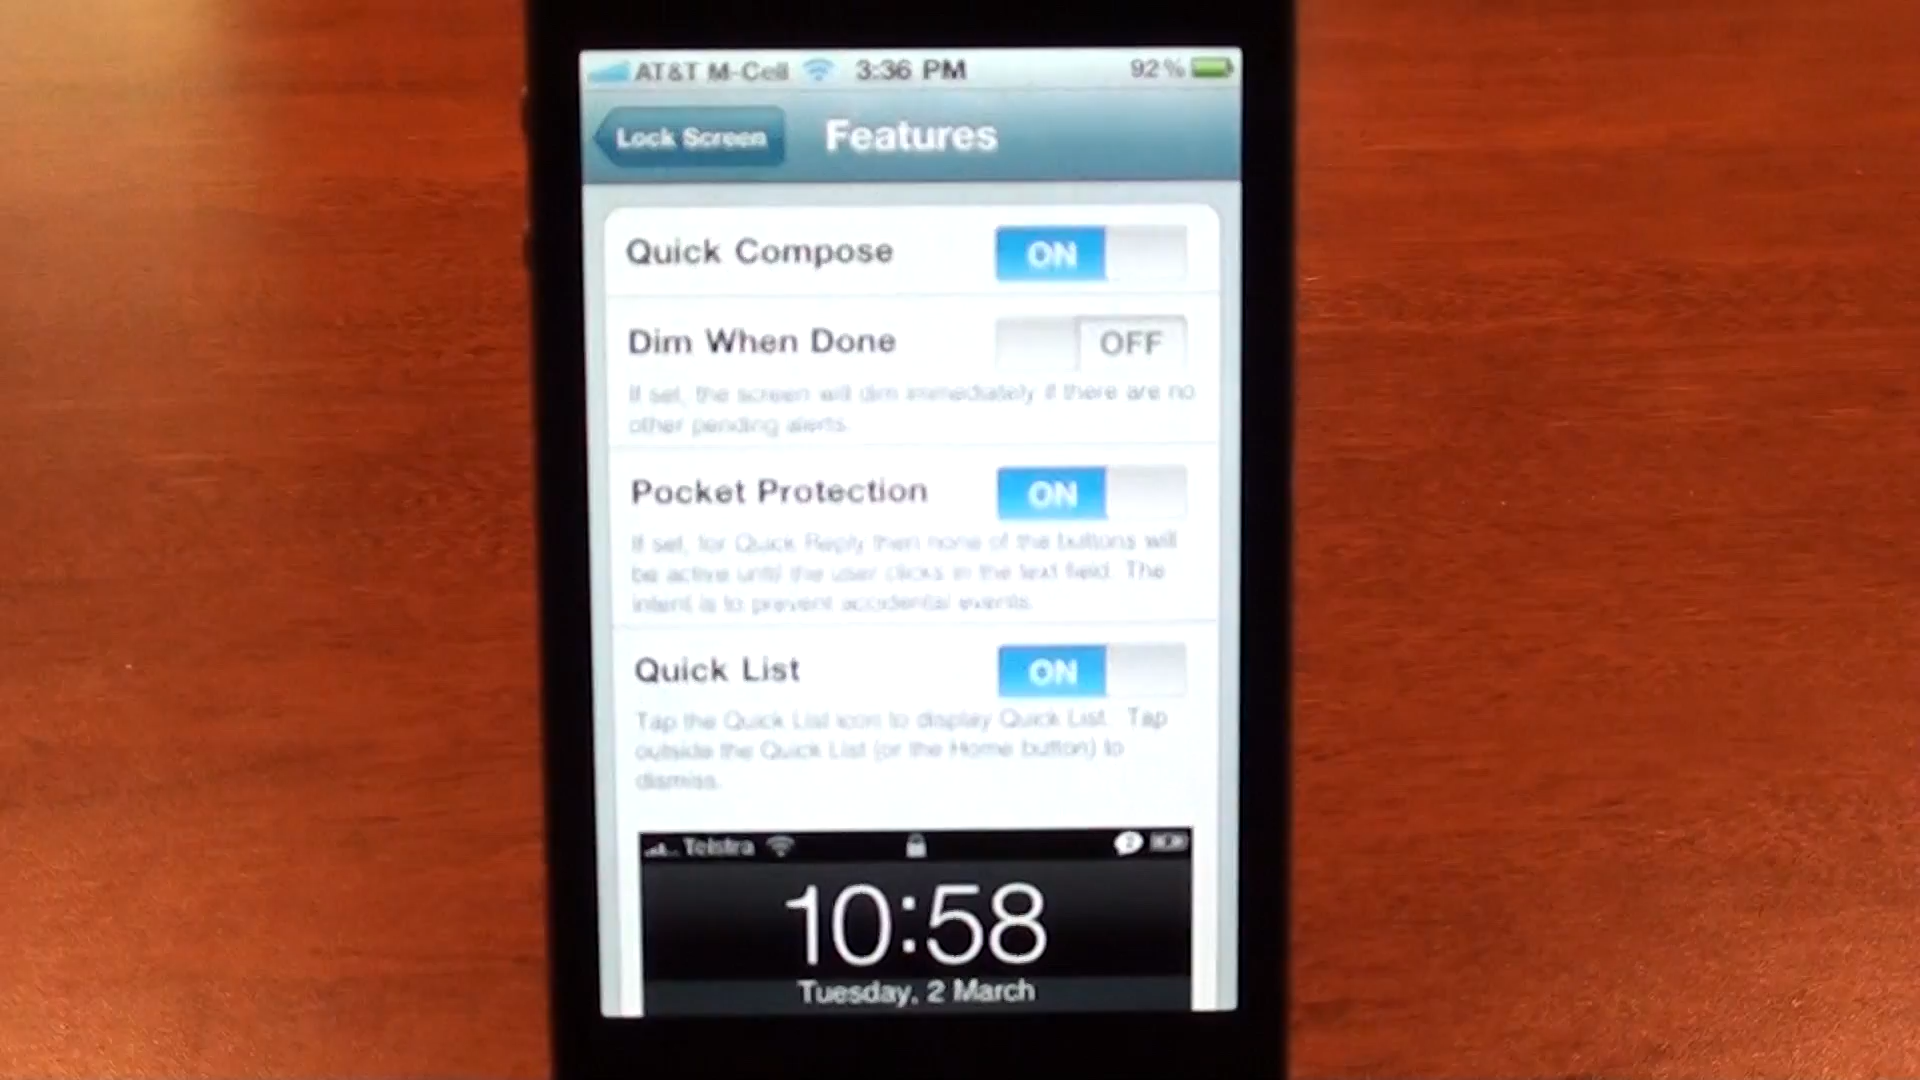 AT&T M-Cell 3:36 PM 92%
Lock Screen Features
Quick Compose ON
Dim When Done OFF
If set, the screen will dim immediately if there are no
other pending alerts.
Pocket Protection ON
If set, for Quick Reply then none of the buttons will
be active until the user clicks in the text field. The
intent is to prevent accidental events.
Quick List ON
Tap the Quick List icon to display Quick List. Tap
outside the Quick List (or the Home button) to
dismiss.
Telstra 2
10:58
Tuesday, 2 March